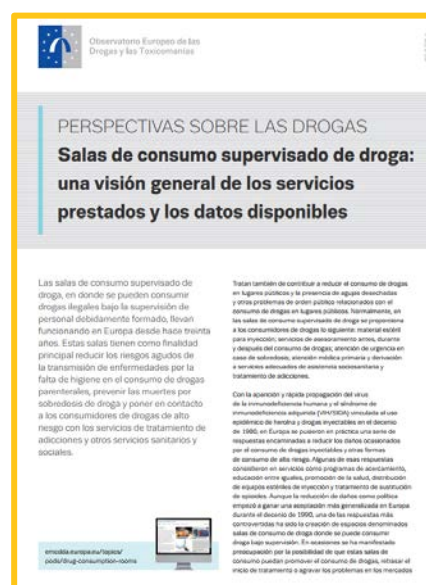 Observatorio Europeo de las
Drogas y las Toxicomanías
PERSPECTIVAS SOBRE LAS DROGAS
Salas de consumo supervisado de droga:
una visión general de los servicios
prestados y los datos disponibles
Las salas de consumo supervisado de
droga, en donde se pueden consumir
drogas ilegales bajo la supervisión de
personal debidamente formado, llevan
funcionando en Europa desde hace treinta
años. Estas salas tienen como finalidad
principal reducir los riesgos agudos de
la transmisión de enfermedades por la
falta de higiene en el consumo de drogas
parenterales, prevenir las muertes por
sobredosis de droga y poner en contacto
a los consumidores de drogas de alto
riesgo con los servicios de tratamiento de
adicciones y otros servicios sanitarios y
sociales.
emcdda.europa.eu/topics/
pods/drug-consumption-rooms
Tratan también de contribuir a reducir el consumo de drogas
en lugares públicos y la presencia de agujas desechadas
y otros problemas de orden público relacionados con el
consumo de drogas en lugares públicos. Normalmente, en
las salas de consumo supervisado de droga se proporciona
a los consumidores de drogas lo siguiente: material estéril
para inyección; servicios de asesoramiento antes, durante
y después del consumo de drogas; atención de urgencia en
caso de sobredosis; atención médica primaria y derivación
a servicios adecuados de asistencia sociosanitaria y
tratamiento de adicciones.
Con la aparición y rápida propagación del virus
de la inmunodeficiencia humana y el síndrome de
inmunodeficiencia adquirida (VIH/SIDA) vinculada al uso
epidémico de heroína y drogas inyectables en el decenio
de 1980, en Europa se pusieron en práctica una serie de
respuestas encaminadas a reducir los daños ocasionados
por el consumo de drogas inyectables y otras formas
de consumo de alto riesgo. Algunas de esas respuestas
consistieron en servicios como programas de acercamiento,
educación entre iguales, promoción de la salud, distribución
de equipos estériles de inyección y tratamiento de sustitución
de opioides. Aunque la reducción de daños como política
empezó a ganar una aceptación más generalizada en Europa
durante el decenio de 1990, una de las respuestas más
controvertidas ha sido la creación de espacios denominados
salas de consumo de droga donde se puede consumir
droga bajo supervisión. En ocasiones se ha manifestado
preocupación por la posibilidad de que estas salas de
consumo puedan promover el consumo de drogas, retrasar el
inicio de tratamiento o agravar los problemas en los mercados